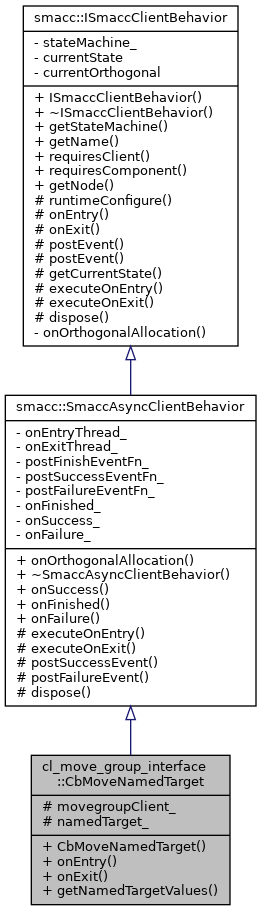 smacc::ISmaccClientBehavior
- stateMachine_
- currentState
- currentOrthogonal
+ ISmaccClientBehavior()
+ ~ISmaccClientBehavior()
+ getStateMachine()
+ getName()
+ requiresClient()
+ requiresComponent()
+ getNode()
# runtimeConfigure()
# onEntry()
# onExit()
# postEvent()
# postEvent()
# getCurrentState()
# executeOnEntry()
# executeOnExit()
# dispose()
- onOrthogonalAllocation()
smacc::SmaccAsyncClientBehavior
- onEntryThread_
- onExitThread_
- postFinishEventFn_
- postSuccessEventFn_
- postFailureEventFn_
- onFinished_
- onSuccess_
- onFailure_
+ onOrthogonalAllocation()
+ ~SmaccAsyncClientBehavior()
+ onSuccess()
+ onFinished()
+ onFailure()
# executeOnEntry()
# executeOnExit()
# postSuccessEvent()
# postFailureEvent()
# dispose()
cl_move_group_interface
::CbMoveNamedTarget
# movegroupClient_
# namedTarget_
+ CbMoveNamedTarget()
+ onEntry()
+ onExit()
+ getNamedTargetValues()